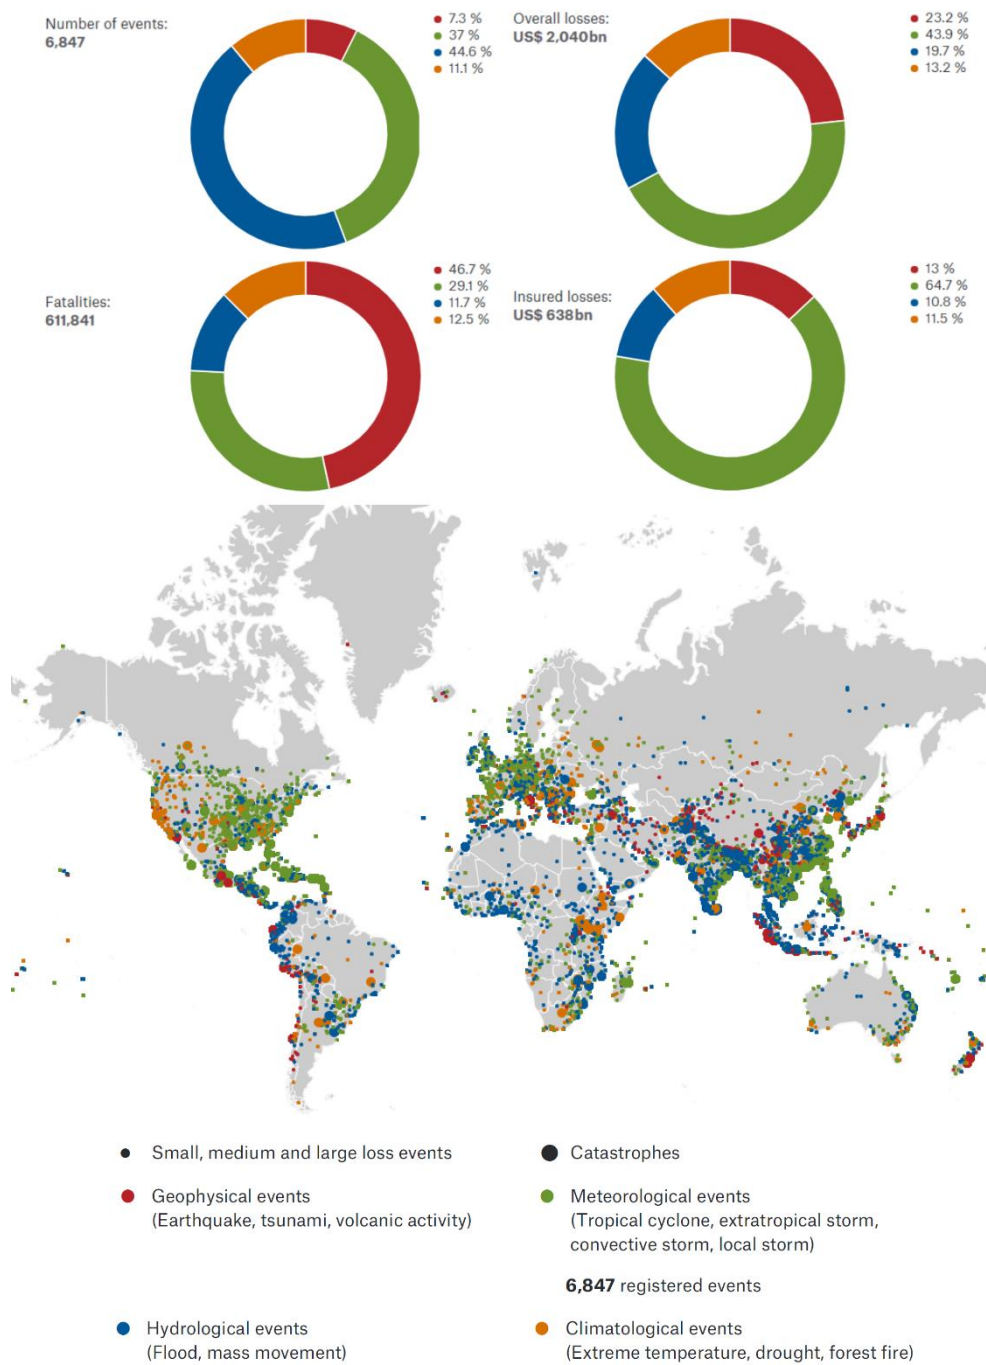 Number of events:
6,847
7.3 %
37 %
44.6 %
11.1 %
Overall losses:
US$ 2,040bn
23.2 %
43.9 %
19.7 %
13.2 %
Fatalities:
611,841
46.7 %
29.1 %
11.7 %
12.5 %
Insured losses:
US$ 638bn
13 %
64.7 %
10.8 %
11.5 %
Small, medium and large loss events
Catastrophes
Geophysical events
(Earthquake, tsunami, volcanic activity)
Meteorological events
(Tropical cyclone, extratropical storm,
convective storm, local storm)
6,847 registered events
Hydrological events
(Flood, mass movement)
Climatological events
(Extreme temperature, drought, forest fire)